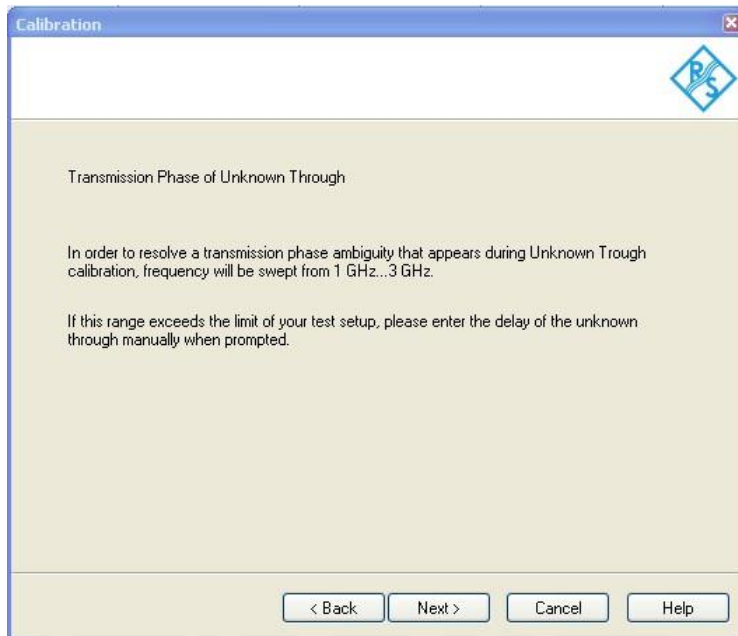 Calibration
R
S
Transmission Phase of Unknown Through
In order to resolve a transmission phase ambiguity that appears during Unknown Trough
calibration, frequency will be swept from 1 GHz...3 GHz.
If this range exceeds the limit of your test setup, please enter the delay of the unknown
through manually when prompted.
< Back
Next >
Cancel
Help